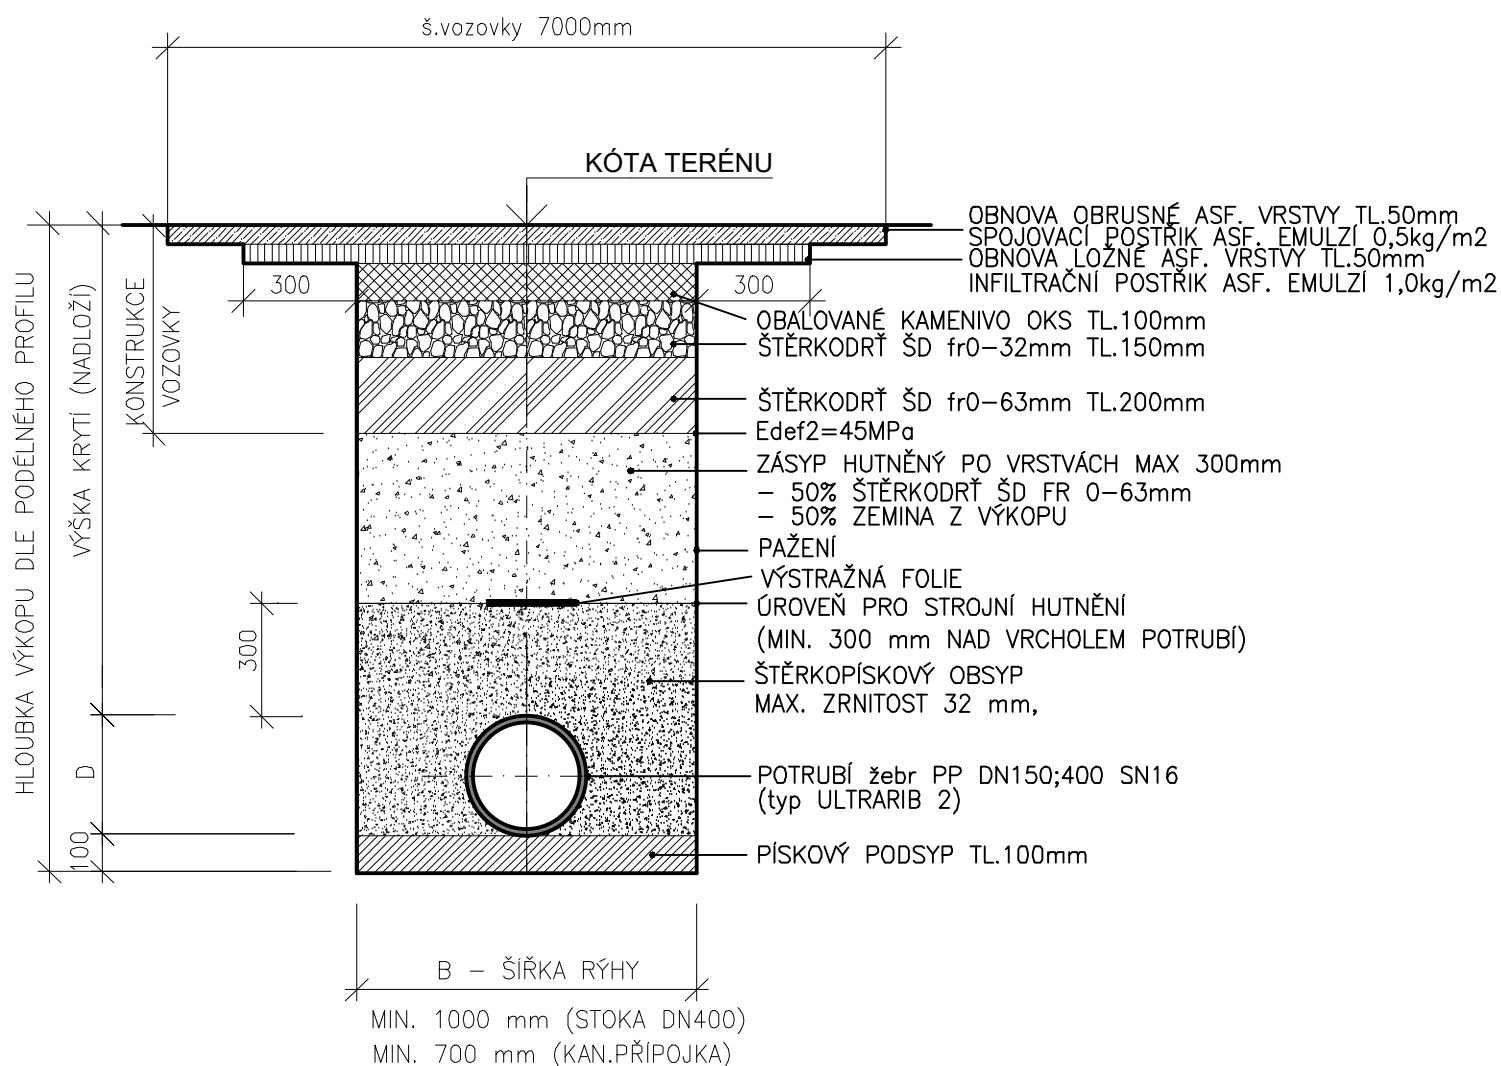 š.vozovky 7000mm
KÓTA TERÉNU
OBNOVA OBRUSNÉ ASF. VRSTVY TL.50mm
SPOJOVACÍ POSTŘIK ASF. EMULZÍ 0,5kg/m2
OBNOVA LOŽNÉ ASF. VRSTVY TL.50mm
INFILTRAČNÍ POSTŘIK ASF. EMULZÍ 1,0kg/m2
300
300
OBALOVANÉ KAMENIVO OKS TL.100mm
ŠTĚRKODRŤ ŠD fr0-32mm TL.150mm
ŠTĚRKODRŤ ŠD fr0-63mm TL.200mm
Edef2=45MPa
ZÁSYP HUTNĚNÝ PO VRSTVÁCH MAX 300mm
- 50% ŠTĚRKODRŤ ŠD FR 0-63mm
- 50% ZEMINA Z VÝKOPU
PAŽENÍ
VÝSTRAŽNÁ FOLIE
ÚROVEŇ PRO STROJNÍ HUTNĚNÍ
(MIN. 300 mm NAD VRCHOLEM POTRUBÍ)
ŠTĚRKOPÍSKOVÝ OBSYP
MAX. ZRNITOST 32 mm,
POTRUBÍ žebr PP DN150;400 SN16
(typ ULTRARIB 2)
PÍSKOVÝ PODSYP TL.100mm
HLOUBKA VÝKOPU DLE PODÉLNÉHO PROFILU
VÝŠKA KRYTÍ (NADLOŽÍ)
KONSTRUKCE
VOZOVKY
300
D
100
B - ŠÍŘKA RÝHY
MIN. 1000 mm (STOKA DN400)
MIN. 700 mm (KAN.PŘÍPOJKA)